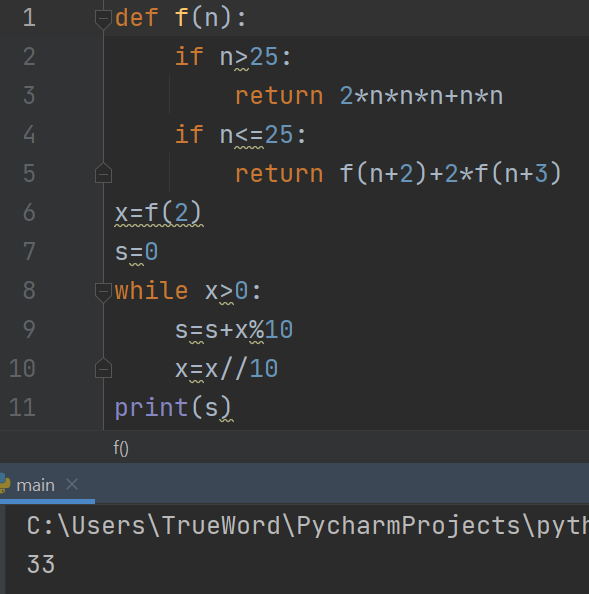 1 def f(n):
2 if n>25:
3 return 2*n*n*n+n*n
4 if n<=25:
5 return f(n+2)+2*f(n+3)
6 x=f(2)
7 s=0
8 while x>0:
9 s=s+x%10
10 x=x//10
11 print(s)
f()
main
C:\Users\TrueWord\PycharmProjects\pyth
33